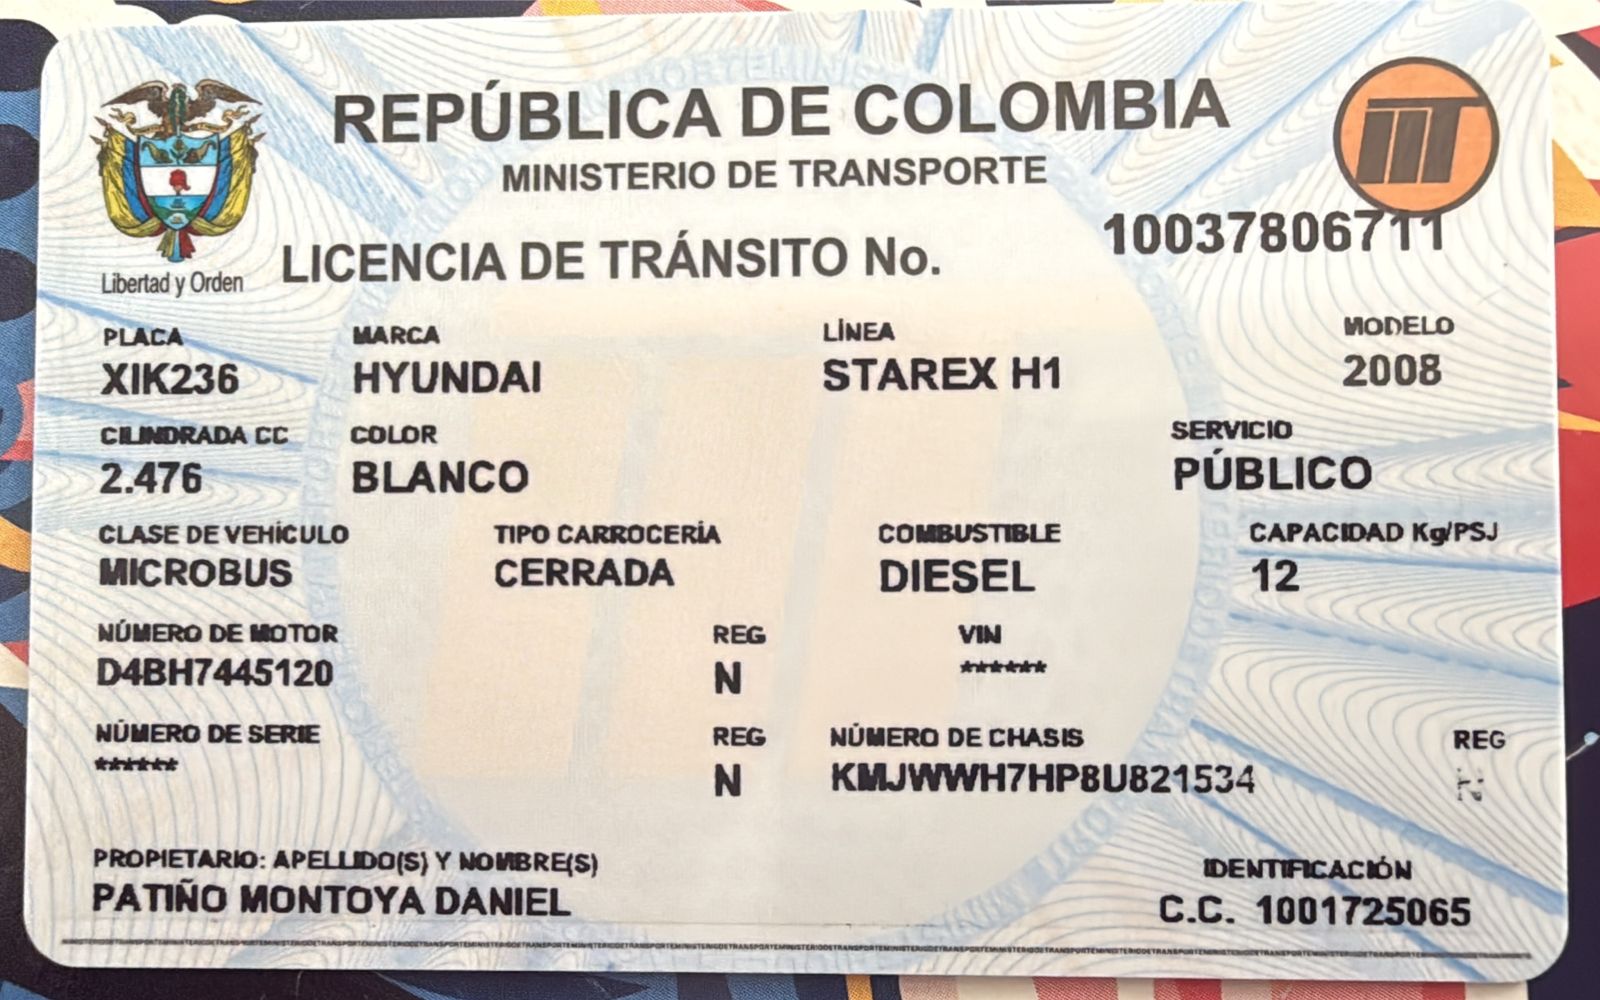 REPÚBLICA DE COLOMBIA
MINISTERIO DE TRANSPORTE
LICENCIA DE TRÁNSITO No. 10037806711
Libertad y Orden
PLACA MARCA LÍNEA MODELO
XIK236 HYUNDAI STAREX H1 2008
CILINDRADA CC COLOR SERVICIO
2.476 BLANCO PÚBLICO
CLASE DE VEHÍCULO TIPO CARROCERÍA COMBUSTIBLE CAPACIDAD Kg/PSJ
MICROBUS CERRADA DIESEL 12
NÚMERO DE MOTOR REG VIN
D4BH7445120 N ******
NÚMERO DE SERIE REG NÚMERO DE CHASIS REG
****** N KMJWWH7HP8U821534 N
PROPIETARIO: APELLIDO(S) Y NOMBRE(S) IDENTIFICACIÓN
PATIÑO MONTOYA DANIEL C.C. 1001725065